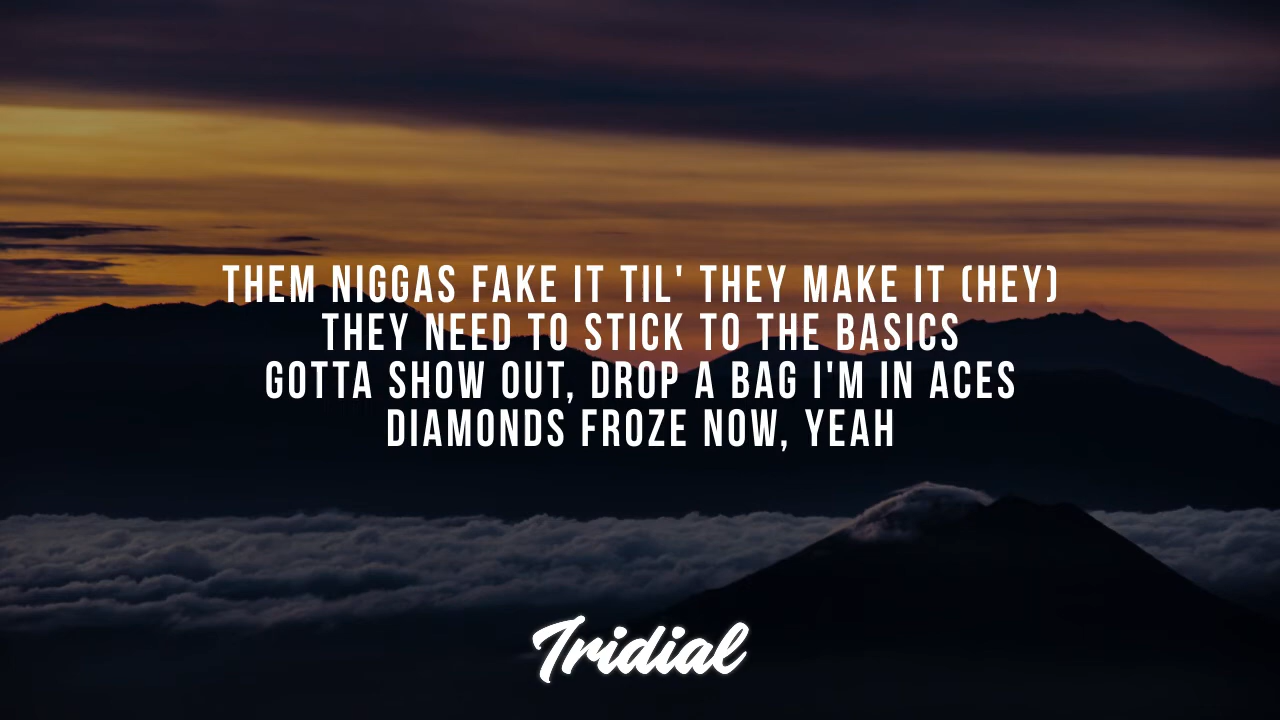 THEM NIGGAS FAKE IT TIL' THEY MAKE IT (HEY)
THEY NEED TO STICK TO THE BASICS
GOTTA SHOW OUT, DROP A BAG I'M IN ACES
DIAMONDS FROZE NOW, YEAH
Tridial